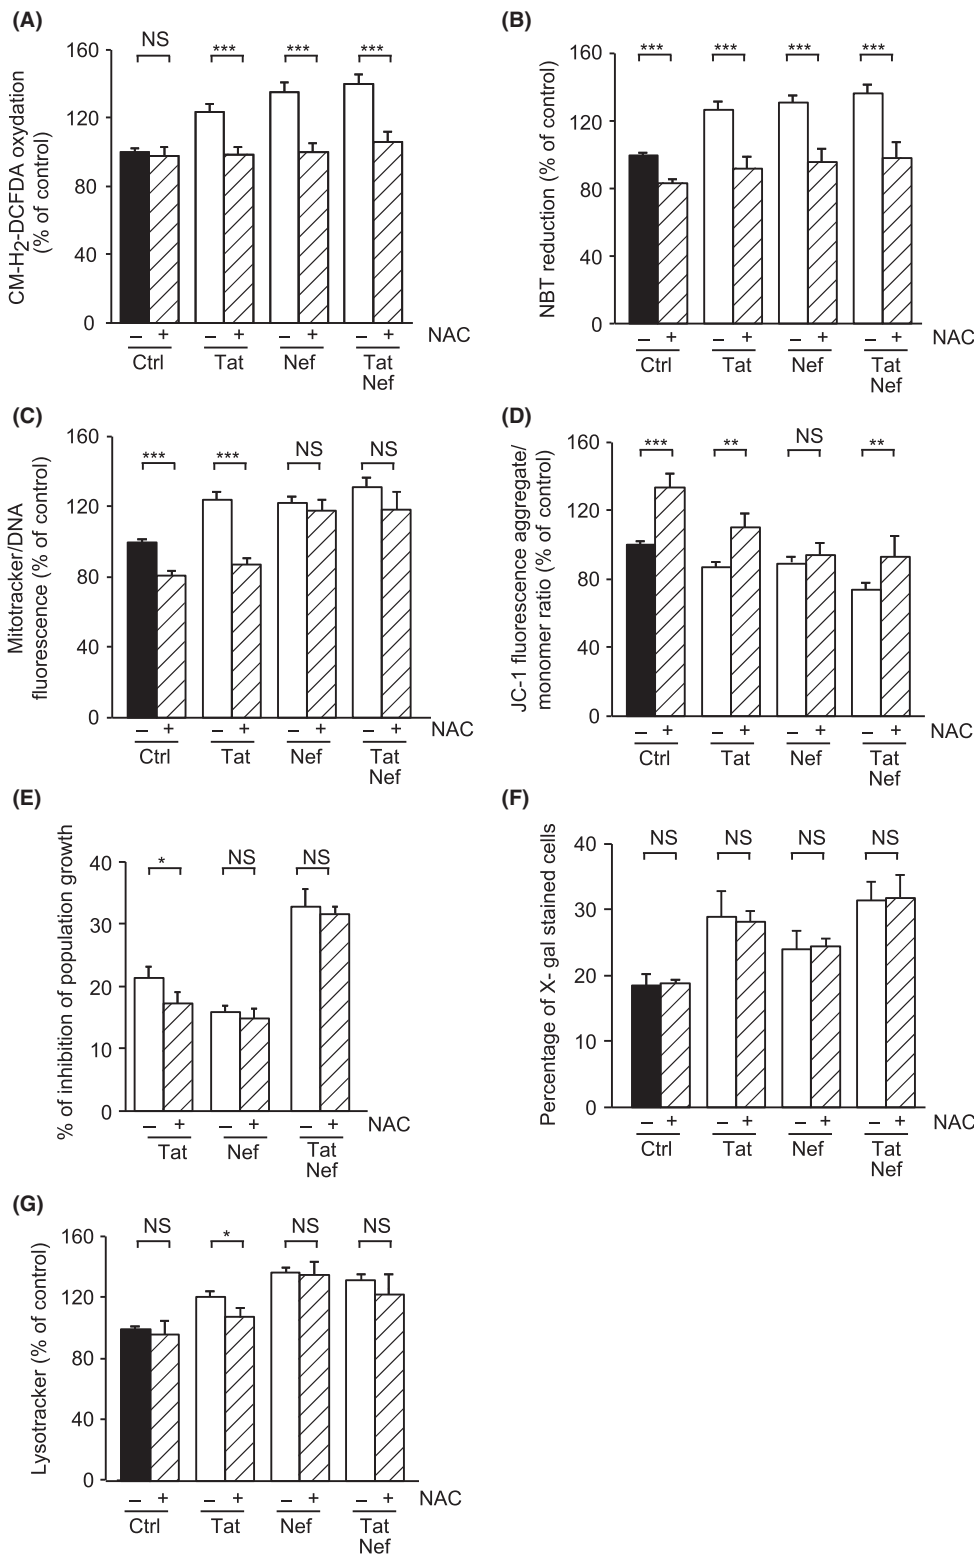 (A)
NS *** *** ***
160
120
80
40
0
CM-H2-DCFDA oxydation
(% of control)
– + – + – + – + NAC
Ctrl Tat Nef Tat
Nef
(B)
*** *** *** ***
160
120
80
40
0
NBT reduction (% of control)
– + – + – + – + NAC
Ctrl Tat Nef Tat
Nef
(C)
*** *** NS NS
160
120
80
40
0
Mitotracker/DNA
fluorescence (% of control)
– + – + – + – + NAC
Ctrl Tat Nef Tat
Nef
(D)
*** ** NS **
160
120
80
40
0
JC-1 fluorescence aggregate/
monomer ratio (% of control)
– + – + – + – + NAC
Ctrl Tat Nef Tat
Nef
(E)
* NS NS
40
30
20
10
0
% of inhibition of population growth
– + – + – + NAC
Tat Nef Tat
Nef
(F)
NS NS NS NS
40
30
20
10
0
Percentage of X- gal stained cells
– + – + – + – + NAC
Ctrl Tat Nef Tat
Nef
(G)
NS * NS NS
160
120
80
40
0
Lysotracker (% of control)
– + – + – + – + NAC
Ctrl Tat Nef Tat
Nef